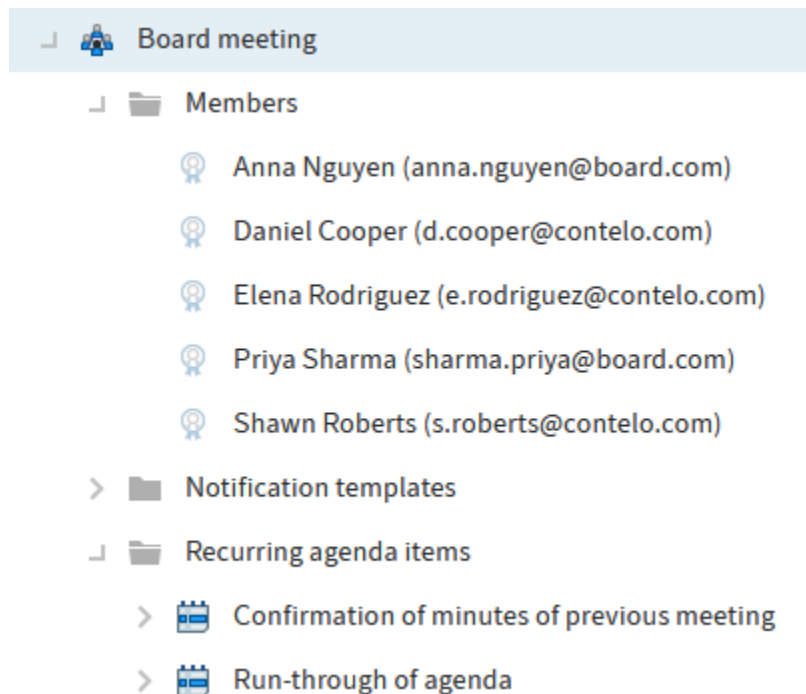 Board meeting
Members
Anna Nguyen (anna.nguyen@board.com)
Daniel Cooper (d.cooper@contelo.com)
Elena Rodriguez (e.rodriguez@contelo.com)
Priya Sharma (sharma.priya@board.com)
Shawn Roberts (s.roberts@contelo.com)
Notification templates
Recurring agenda items
Confirmation of minutes of previous meeting
Run-through of agenda